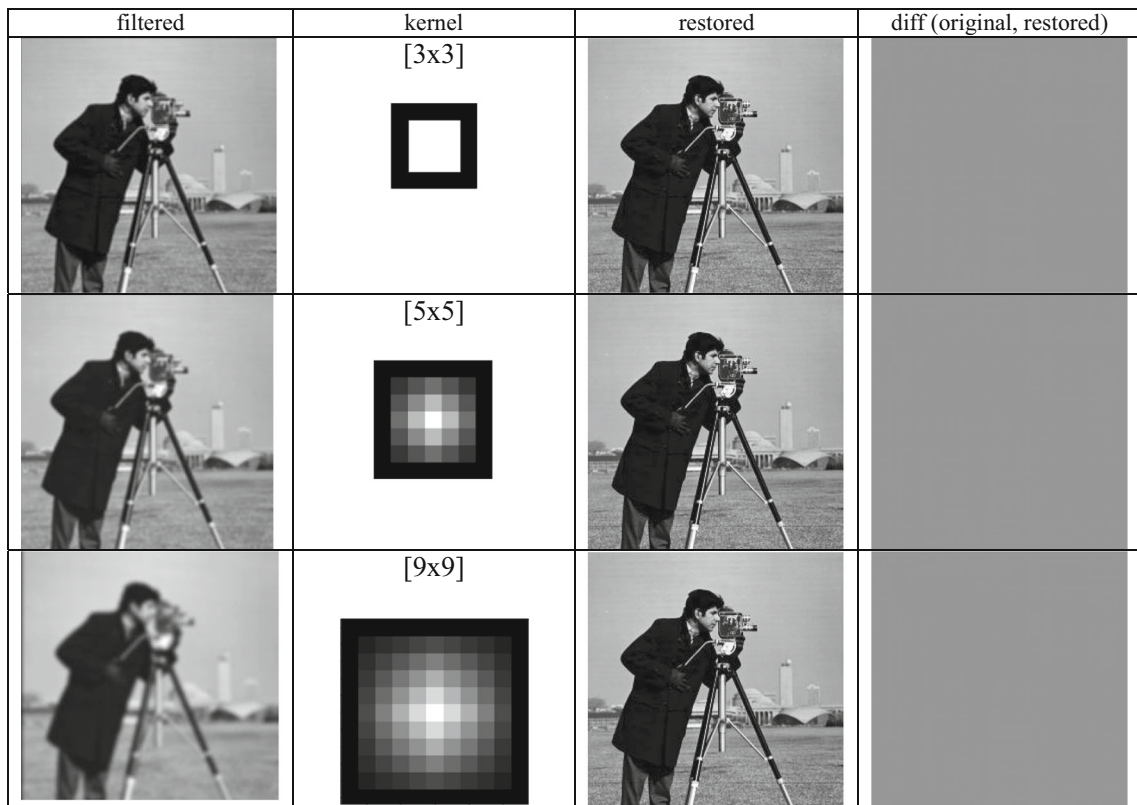 filtered kernel restored diff (original, restored)
[3x3]
[5x5]
[9x9]